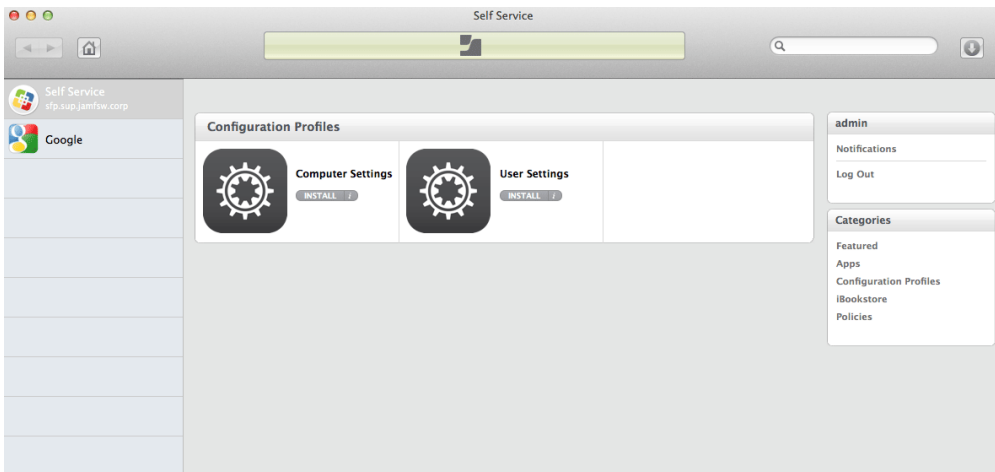 Self Service
Self Service
sfp.sup.jamfsw.corp
Google
Configuration Profiles
Computer Settings
INSTALL i
User Settings
INSTALL i
admin
Notifications
Log Out
Categories
Featured
Apps
Configuration Profiles
iBookstore
Policies